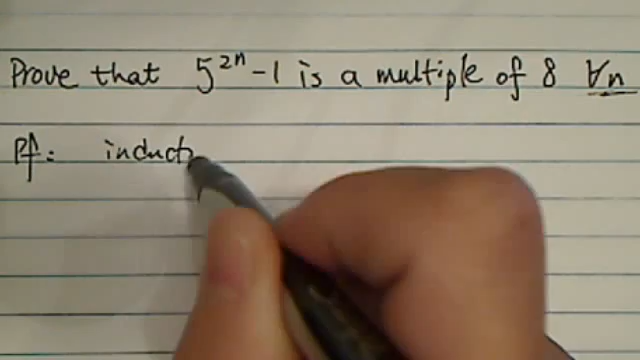 Prove that 5^{2n} - 1 is a multiple of 8 ∀n
Pf: induct